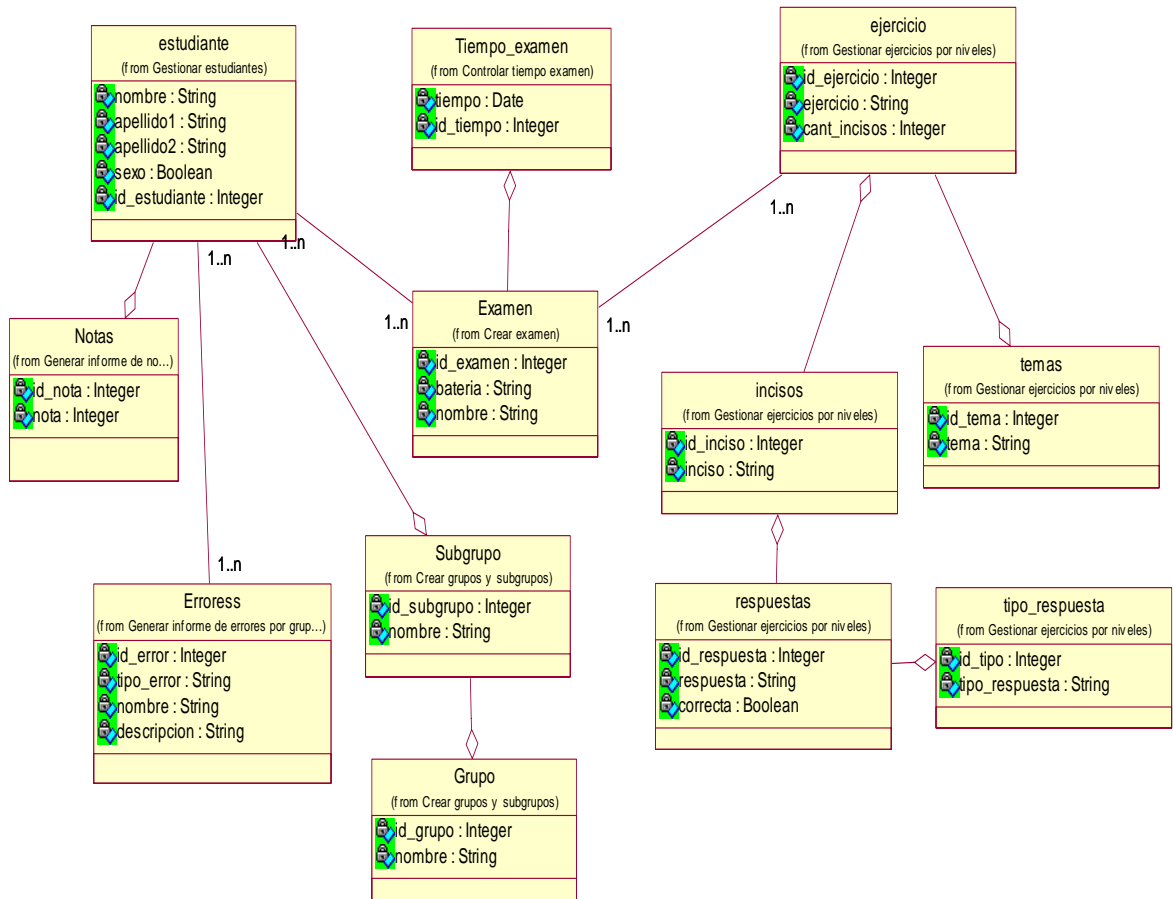 estudiante
(from Gestionar estudiantes)
nombre : String
apellido1 : String
apellido2 : String
sexo : Boolean
id_estudiante : Integer
Tiempo_examen
(from Controlar tiempo examen)
tiempo : Date
id_tiempo : Integer
ejercicio
(from Gestionar ejercicios por niveles)
id_ejercicio : Integer
ejercicio : String
cant_incisos : Integer
1..n
1..n
1..n
1..n
1..n
Notas
(from Generar informe de no...)
id_nota : Integer
nota : Integer
Examen
(from Crear examen)
id_examen : Integer
bateria : String
nombre : String
incisos
(from Gestionar ejercicios por niveles)
id_inciso : Integer
inciso : String
temas
(from Gestionar ejercicios por niveles)
id_tema : Integer
tema : String
1..n
Erroress
(from Generar informe de errores por grup...)
id_error : Integer
tipo_error : String
nombre : String
descripcion : String
Subgrupo
(from Crear grupos y subgrupos)
id_subgrupo : Integer
nombre : String
respuestas
(from Gestionar ejercicios por niveles)
id_respuesta : Integer
respuesta : String
correcta : Boolean
tipo_respuesta
(from Gestionar ejercicios por niveles)
id_tipo : Integer
tipo_respuesta : String
Grupo
(from Crear grupos y subgrupos)
id_grupo : Integer
nombre : String